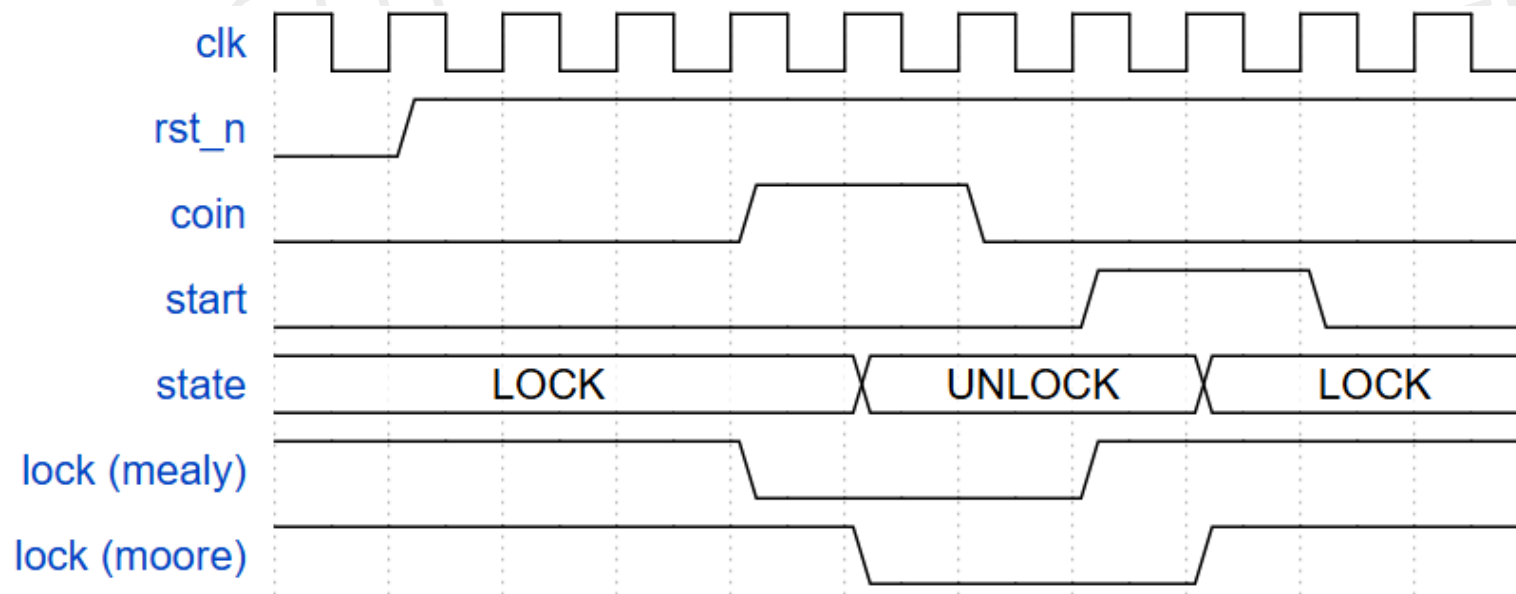 clk
rst_n
coin
start
state LOCK UNLOCK LOCK
lock (mealy)
lock (moore)